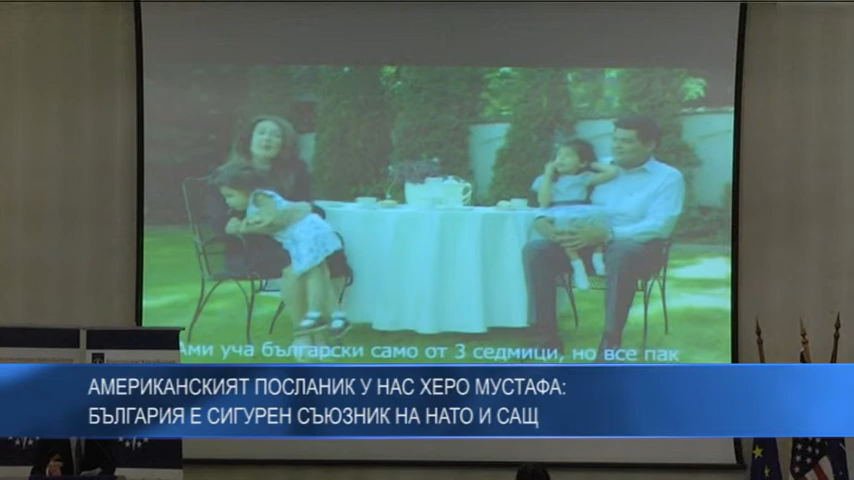 Ами уча български само от 3 седмици, но все пак
АМЕРИКАНСКИЯТ ПОСЛАНИК У НАС ХЕРО МУСТАФА:
БЪЛГАРИЯ Е СИГУРЕН СЪЮЗНИК НА НАТО И САЩ